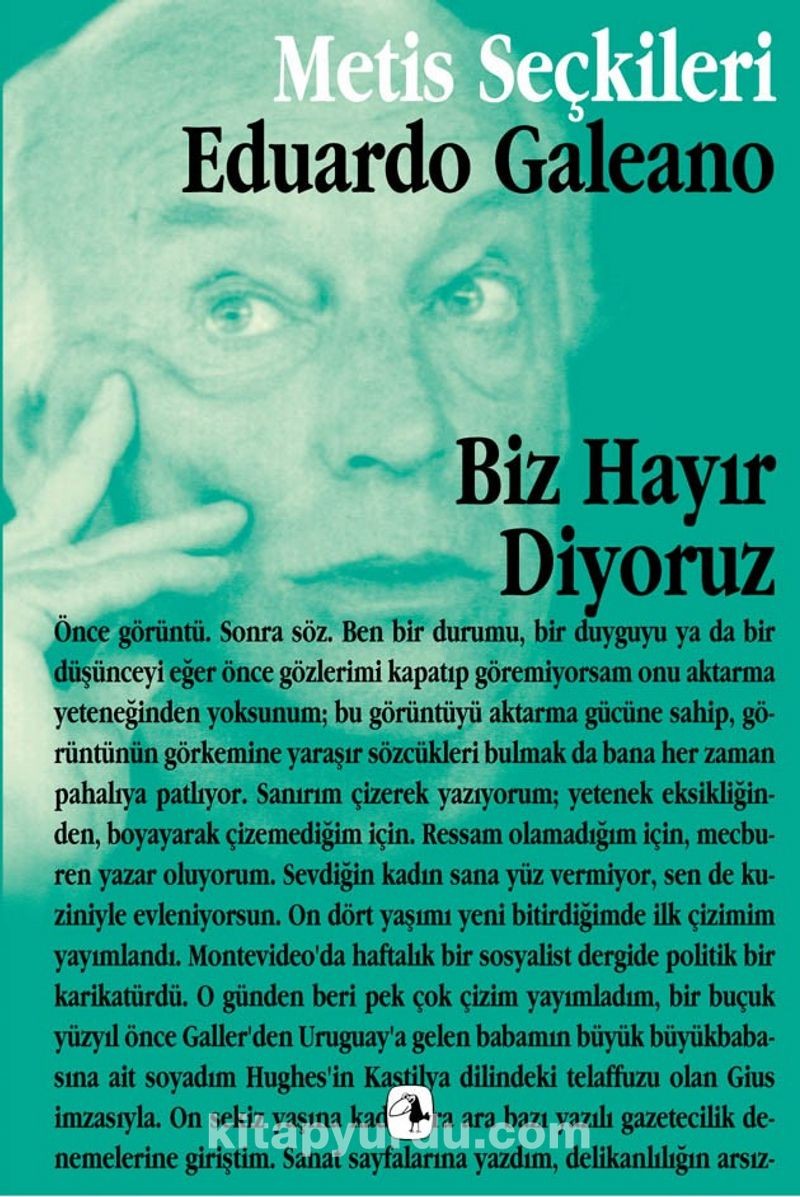 Metis Seçkileri
Eduardo Galeano
Biz Hayır
Diyoruz
Önce görüntü. Sonra söz. Ben bir durumu, bir duyguyu ya da bir
düşünceyi eğer önce gözlerimi kapatıp göremiyorsam onu aktarma
yeteneğinden yoksunum; bu görüntüyü aktarma gücüne sahip, gö-
rüntünün görkemine yaraşır sözcükleri bulmak da bana her zaman
pahalıya patlıyor. Sanırım çizerek yazıyorum; yetenek eksikliğin-
den, boyayarak çizemediğim için. Ressam olamadığım için, mecbu-
ren yazar oluyorum. Sevdiğin kadın sana yüz vermiyor, sen de ku-
ziniyle evleniyorsun. On dört yaşımı yeni bitirdiğimde ilk çizimim
yayımlandı. Montevideo'da haftalık bir sosyalist dergide politik bir
karikatürdü. O günden beri pek çok çizim yayımladım, bir buçuk
yüzyıl önce Galler'den Uruguay'a gelen babamın büyük büyükbaba-
sına ait soyadım Hughes'in Kastilya dilindeki telaffuzu olan Gius
imzasıyla. On sekiz yaşına ara bazı yazılı gazetecilik de-
kitapyurdu.com
nemelerine giriştim. Sanat sayfalarına yazdım, delikanlılığın arsız-